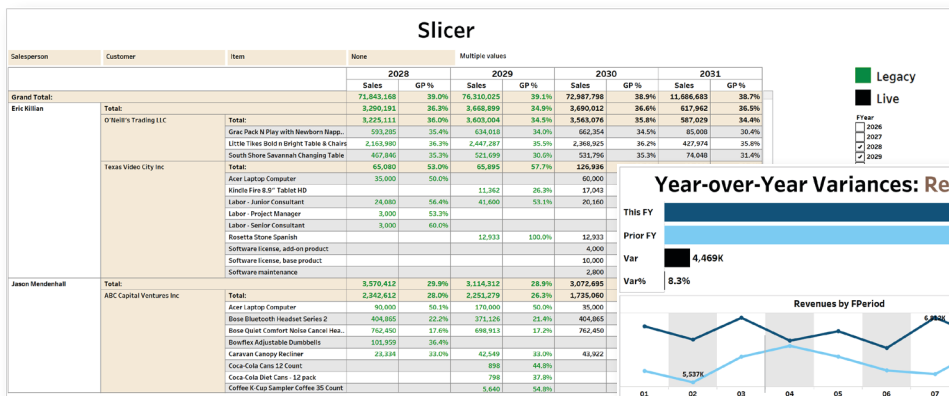 Slicer
Salesperson Customer Item None Multiple values
2028 2029 2030 2031
Sales GP % Sales GP % Sales GP % Sales GP %
Grand Total: 71,843,168 39.0% 76,310,025 39.1% 72,987,798 38.9% 11,686,683 38.7%
Eric Killian Total: 3,290,191 36.3% 3,668,899 34.9% 3,690,012 36.6% 617,962 36.5%
O'Neill's Trading LLC Total: 3,225,111 36.0% 3,603,004 34.5% 3,563,076 35.8% 587,029 34.4%
Grac Pack N Play with Newborn Napp.. 593,285 35.4% 634,018 34.0% 662,354 34.5% 85,008 30.4%
Little Tikes Bold n Bright Table & Chairs 2,163,980 36.3% 2,447,287 35.5% 2,368,925 36.2% 427,974 35.8%
South Shore Savannah Changing Table 467,846 35.3% 521,699 30.6% 531,796 35.3% 74,048 31.4%
Texas Video City Inc Total: 65,080 53.0% 65,895 57.7% 126,936
Acer Laptop Computer 35,000 50.0% 60,000
Kindle Fire 8.9" Tablet HD 11,362 26.3% 17,043
Labor - Junior Consultant 24,080 56.4% 41,600 53.1% 20,160
Labor - Project Manager 3,000 53.3%
Labor - Senior Consultant 3,000 60.0%
Rosetta Stone Spanish 12,933 100.0% 12,933
Software license, add-on product 4,000
Software license, base product 10,000
Software maintenance 2,800
Jason Mendenhall Total: 3,570,412 29.9% 3,114,312 28.9% 3,072,695
ABC Capital Ventures Inc Total: 2,342,612 28.0% 2,251,279 26.3% 1,735,060
Acer Laptop Computer 90,000 50.1% 170,000 50.0% 35,000
Bose Bluetooth Headset Series 2 404,865 22.2% 371,126 21.4% 404,865
Bose Quiet Comfort Noise Cancel Hea.. 762,450 17.6% 698,913 17.2% 762,450
Bowflex Adjustable Dumbbells 101,959 36.4%
Caravan Canopy Recliner 23,334 33.0% 42,549 33.0% 43,922
Coca-Cola Cans 12 Count 898 44.8%
Coca-Cola Diet Cans - 12 pack 798 37.8%
Coffee K-Cup Sampler Coffee 35 Count 5,640 54.8%
Legacy
Live
FYear
2026
2027
2028
2029
Year-over-Year Variances: Re
This FY
Prior FY
Var 4,469K
Var% 8.3%
Revenues by FPeriod
5,537K
01 02 03 04 05 06 07